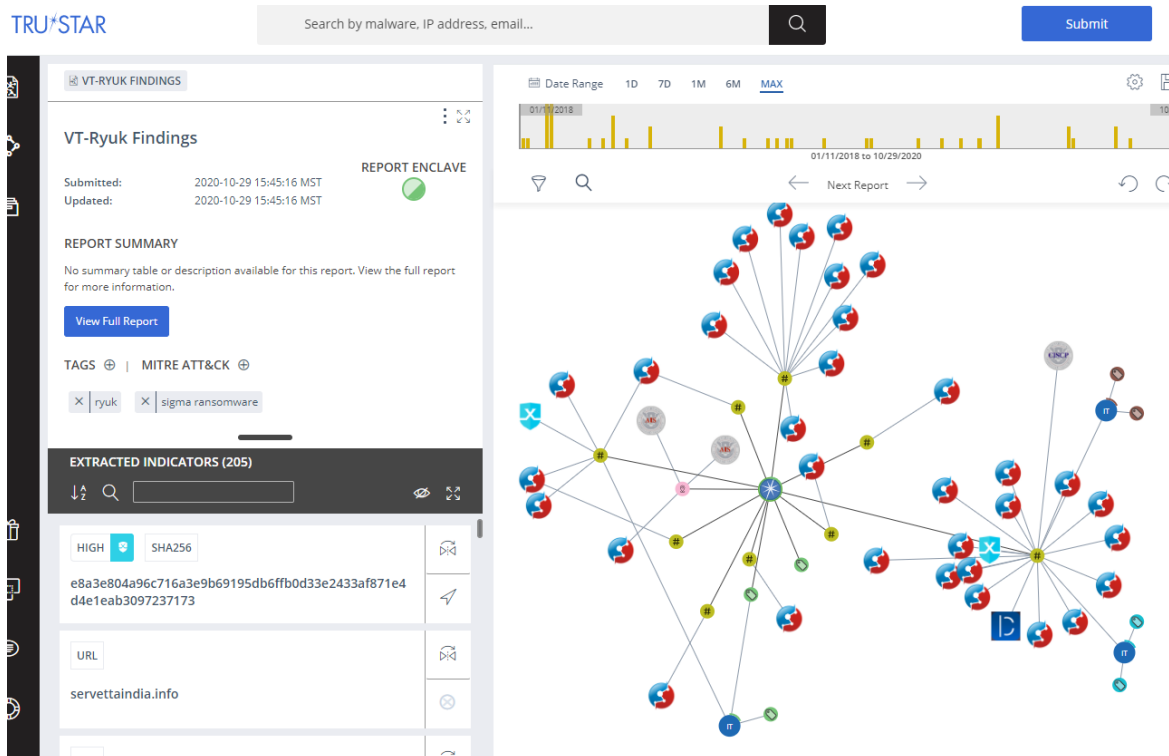 TRU STAR
Search by malware, IP address, email...
Submit
VT-RYUK FINDINGS
VT-Ryuk Findings
REPORT ENCLAVE
Submitted: 2020-10-29 15:45:16 MST
Updated: 2020-10-29 15:45:16 MST
REPORT SUMMARY
No summary table or description available for this report. View the full report
for more information.
View Full Report
TAGS | MITRE ATT&CK
ryuk
sigma ransomware
EXTRACTED INDICATORS (205)
HIGH SHA256
e8a3e804a96c716a3e9b69195db6ffb0d33e2433af871e4
d4e1eab3097237173
URL
servettaindia.info
Date Range 1D 7D 1M 6M MAX
01/11/2018
10
01/11/2018 to 10/29/2020
Next Report
CISCP
IT
IT
IT